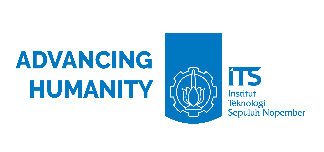 ADVANCING
HUMANITY
ITS
Institut
Teknologi
Sepuluh Nopember